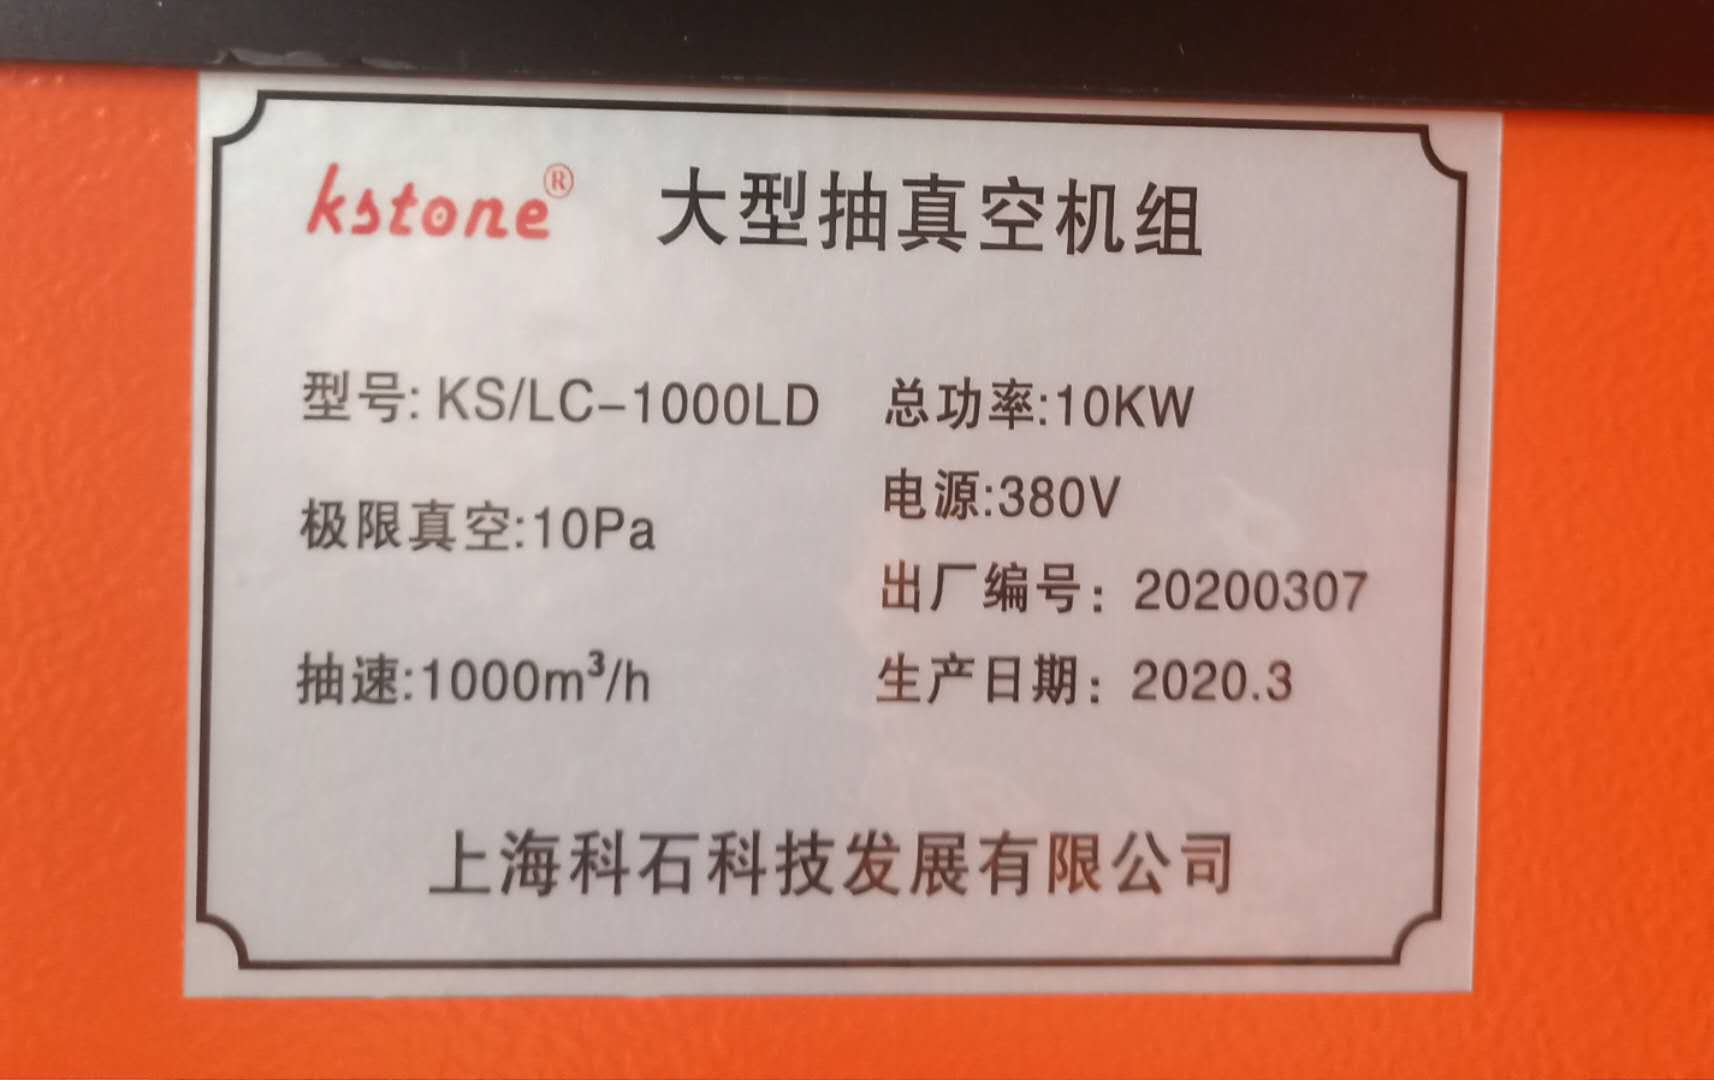 kstone® 大型抽真空机组
型号: KS/LC-1000LD
极限真空:10Pa
抽速:1000m³/h
总功率:10KW
电源:380V
出厂编号: 20200307
生产日期: 2020.3
上海科石科技发展有限公司